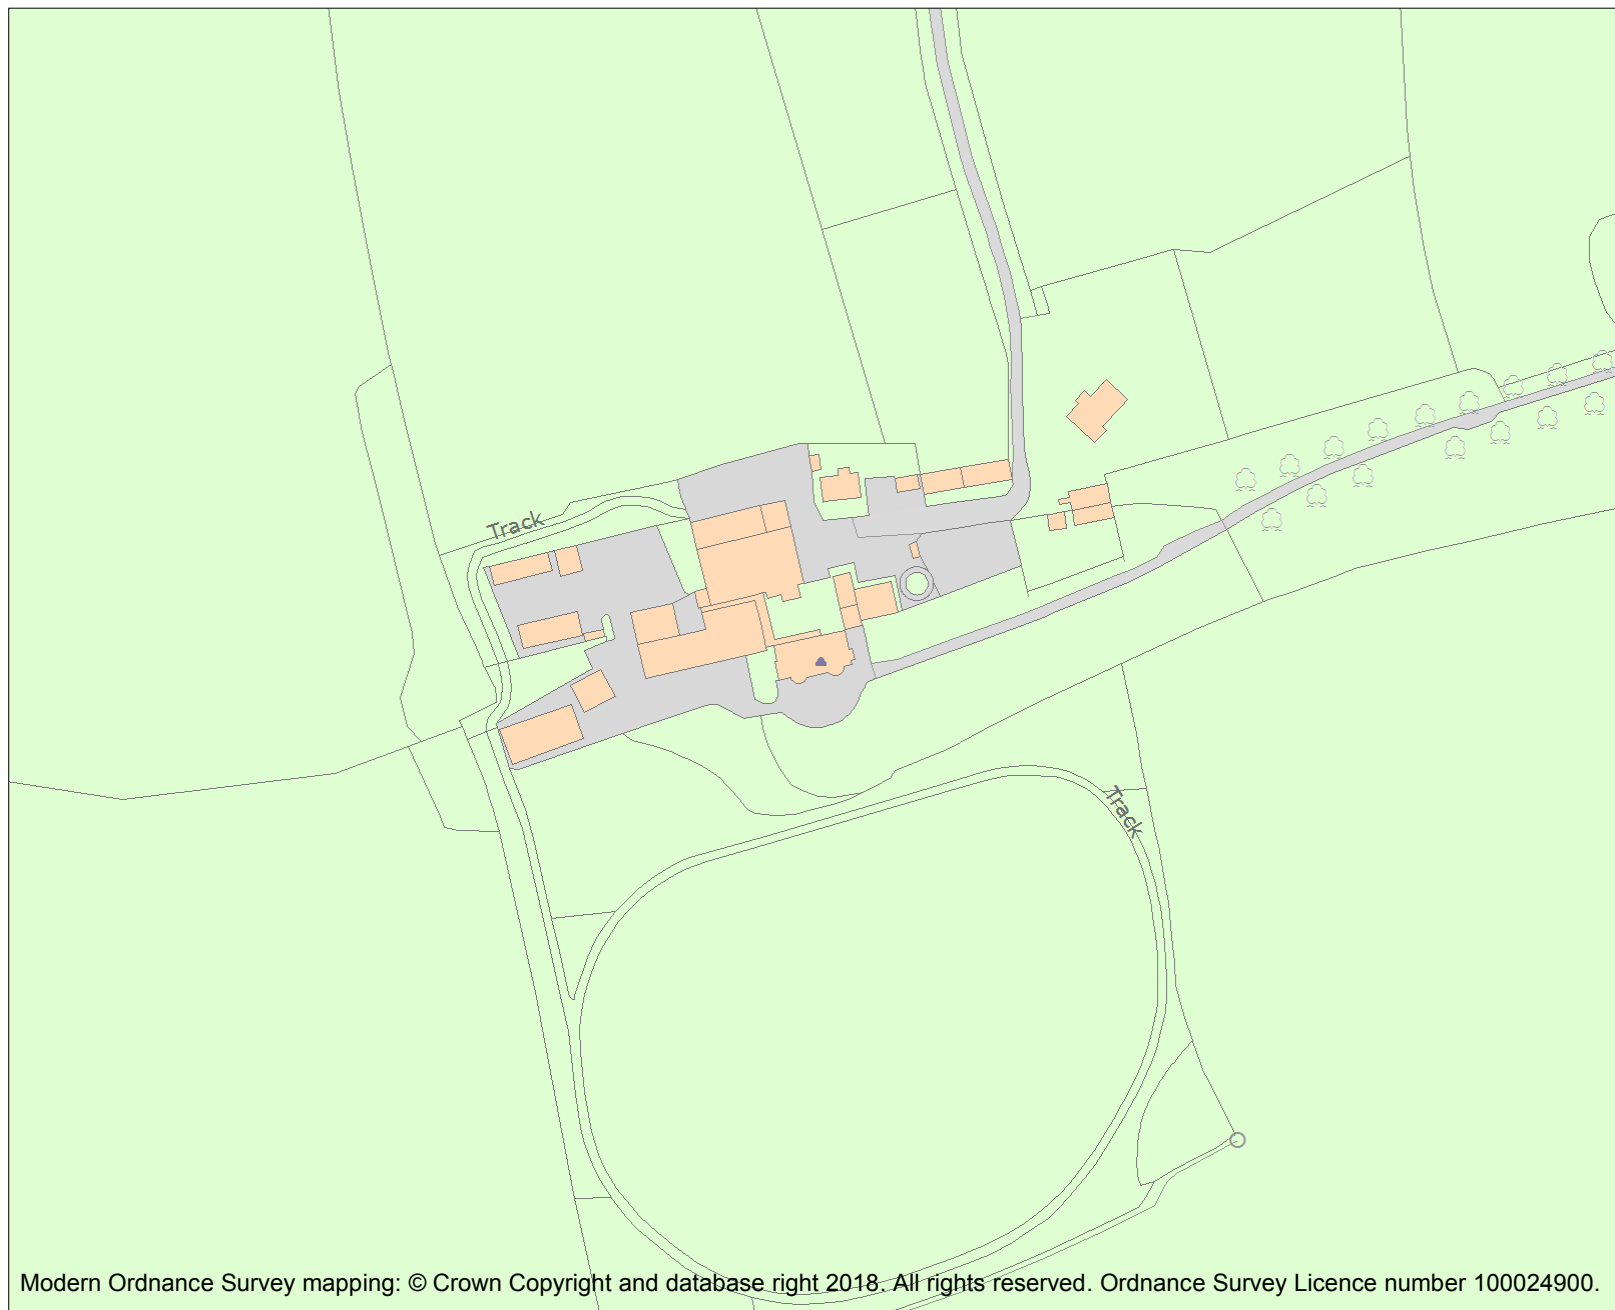 Track
Track
Modern Ordnance Survey mapping: © Crown Copyright and database right 2018. All rights reserved. Ordnance Survey Licence number 100024900.